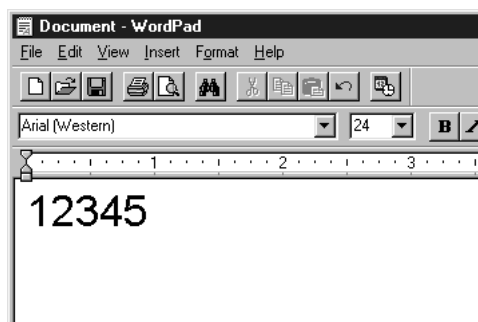 Document - WordPad
File Edit View Insert Format Help
Arial (Western) 24 B I
1 2 3
12345